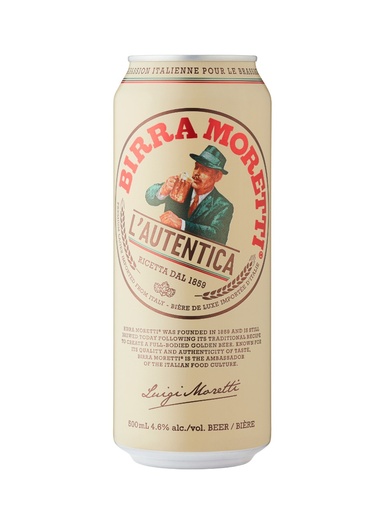 PASSION ITALIENNE POUR LE BRASSA
BIRRA MORETTI®
L'AUTENTICA
RICETTA DAL 1859
IMPORTED FROM ITALY - BIÈRE DE LUXE IMPORTÉE D'ITALIE
BIRRA MORETTI® WAS FOUNDED IN 1859 AND IS STILL
BREWED TODAY FOLLOWING ITS TRADITIONAL RECIPE
TO CREATE A FULL-BODIED GOLDEN BEER, KNOWN FOR
ITS QUALITY AND AUTHENTICITY OF TASTE.
BIRRA MORETTI® IS THE AMBASSADOR
OF THE ITALIAN FOOD CULTURE.
Luigi Moretti
500mL 4.6% alc./vol. BEER / BIÈRE